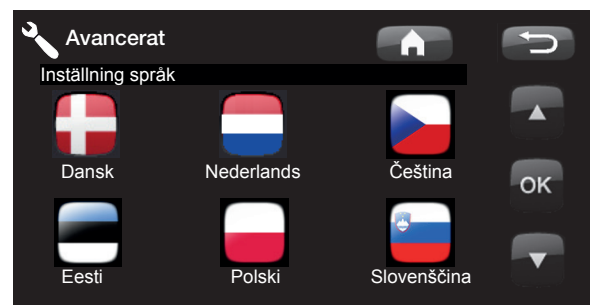 Avancerat
Inställning språk
Dansk Nederlands Čeština
OK
Eesti Polski Slovenščina